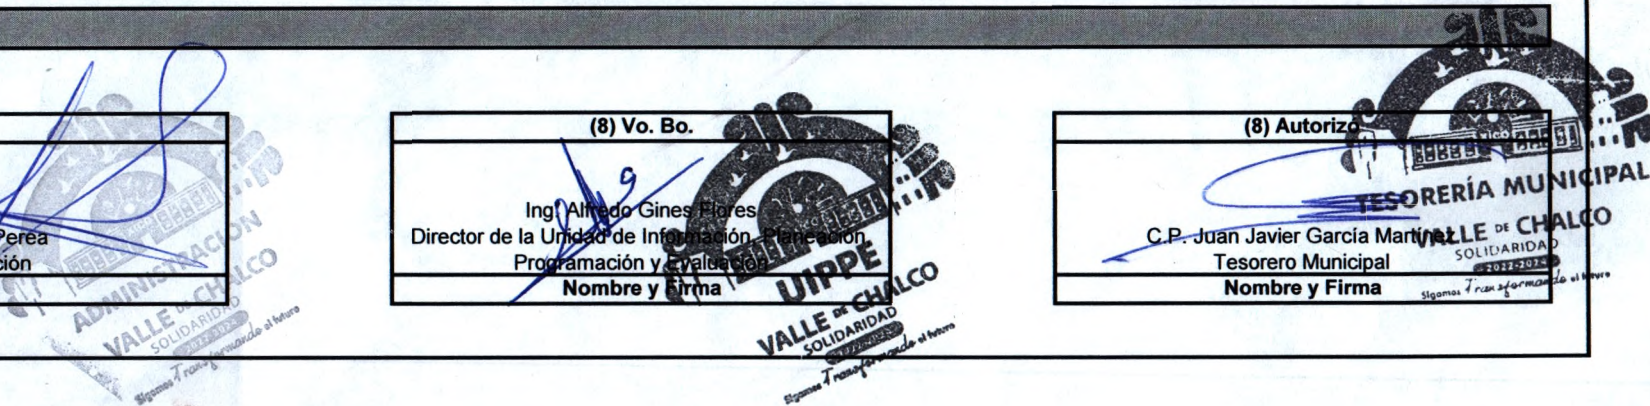 Perea
ción
ADMINISTRACIÓN
VALLE DE CHALCO
SOLIDARIDAD
Sigamos Transformando el futuro
(8) Vo. Bo.
Ing. Alfredo Gines Flores
Director de la Unidad de Información, Planeación,
Programación y Evaluación
Nombre y Firma
UIPPE
VALLE DE CHALCO
SOLIDARIDAD
2022-2024
Sigamos Transformando el futuro
(8) Autorizó
C.P. Juan Javier García Martínez
Tesorero Municipal
Nombre y Firma
XICO
TESORERÍA MUNICIPAL
VALLE DE CHALCO
SOLIDARIDAD
2022-2024
Sigamos Transformando el futuro